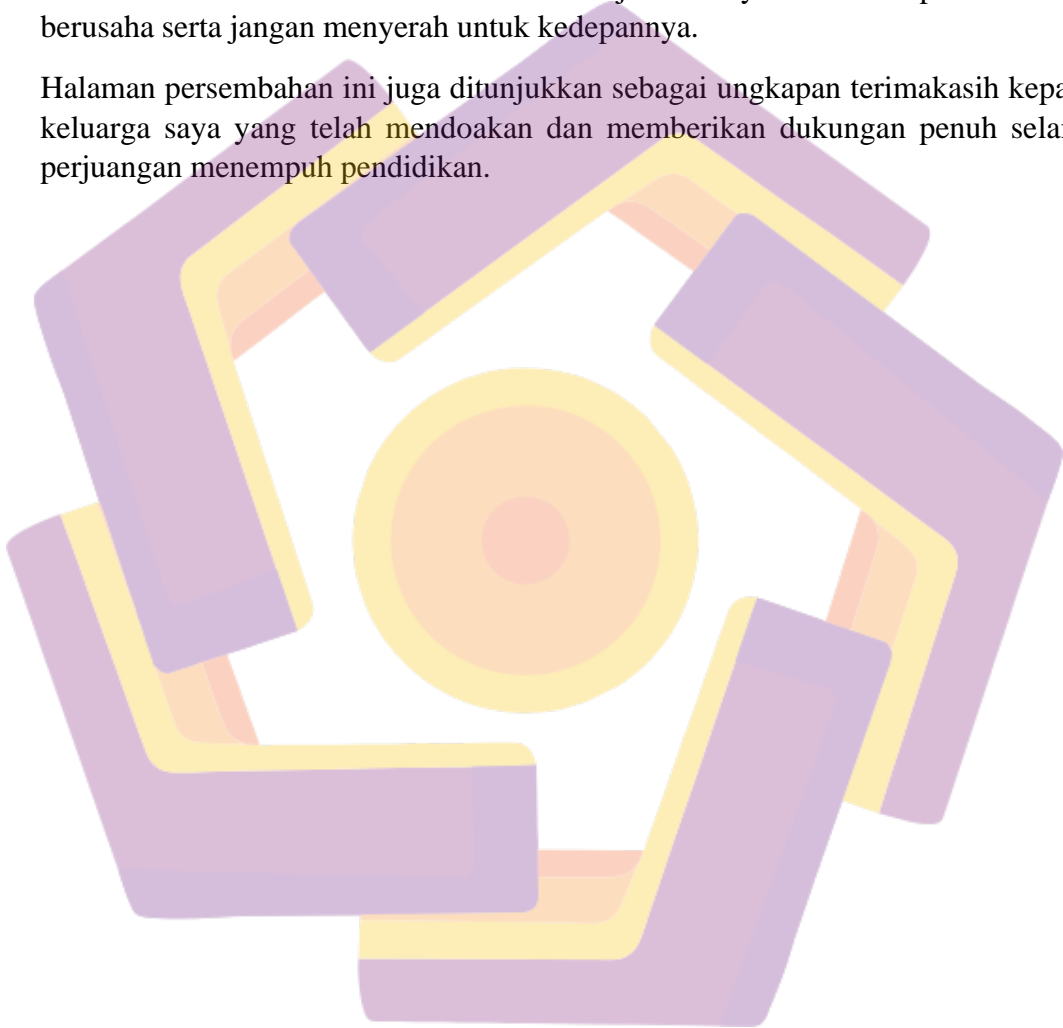 berusaha serta jangan menyerah untuk kedepannya.
Halaman persembahan ini juga ditunjukkan sebagai ungkapan terimakasih kepa
keluarga saya yang telah mendoakan dan memberikan dukungan penuh sela
perjuangan menempuh pendidikan.